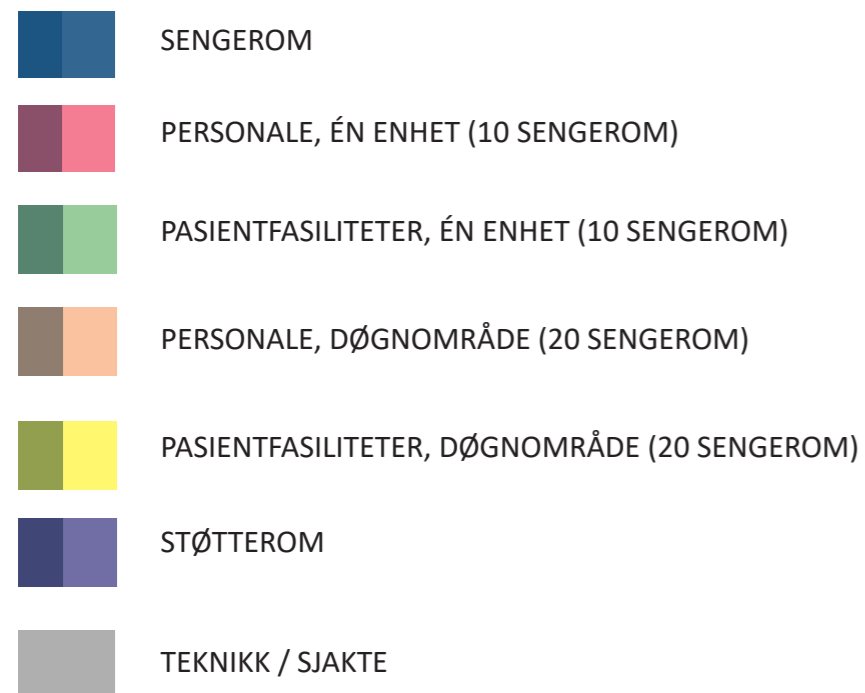 SENGEROM
PERSONALE, ÉN ENHET (10 SENGEROM)
PASIENTFASILITETER, ÉN ENHET (10 SENGEROM)
PERSONALE, DØGNOMRÅDE (20 SENGEROM)
PASIENTFASILITETER, DØGNOMRÅDE (20 SENGEROM)
STØTTEROM
TEKNIKK / SJAKTE